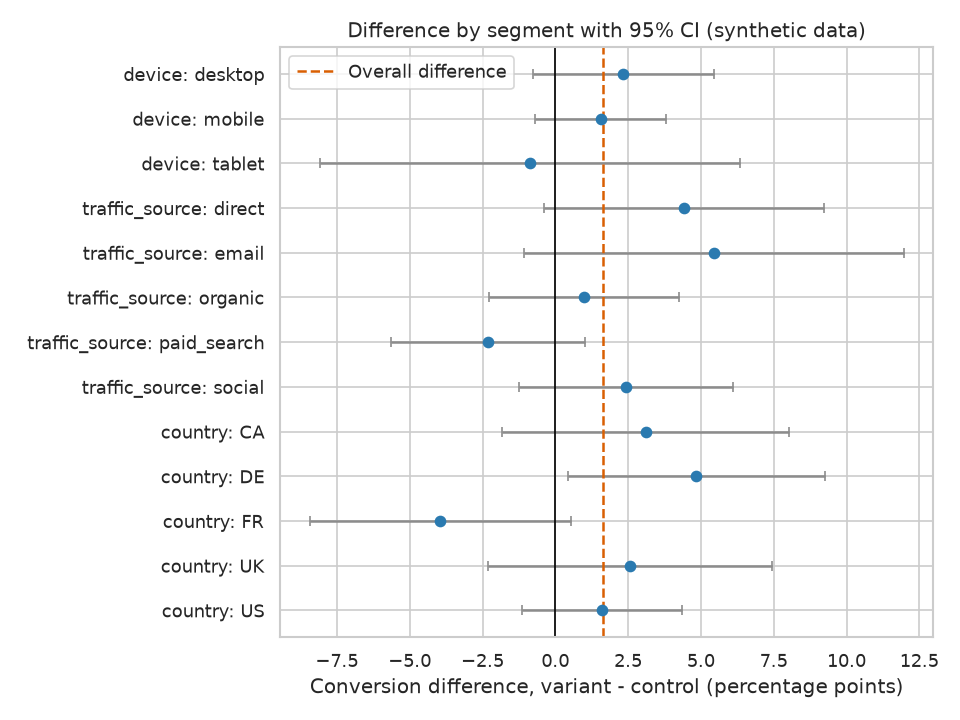 Difference by segment with 95% CI (synthetic data)
Overall difference
device: desktop
device: mobile
device: tablet
traffic_source: direct
traffic_source: email
traffic_source: organic
traffic_source: paid_search
traffic_source: social
country: CA
country: DE
country: FR
country: UK
country: US
−7.5 −5.0 −2.5 0.0 2.5 5.0 7.5 10.0 12.5
Conversion difference, variant - control (percentage points)